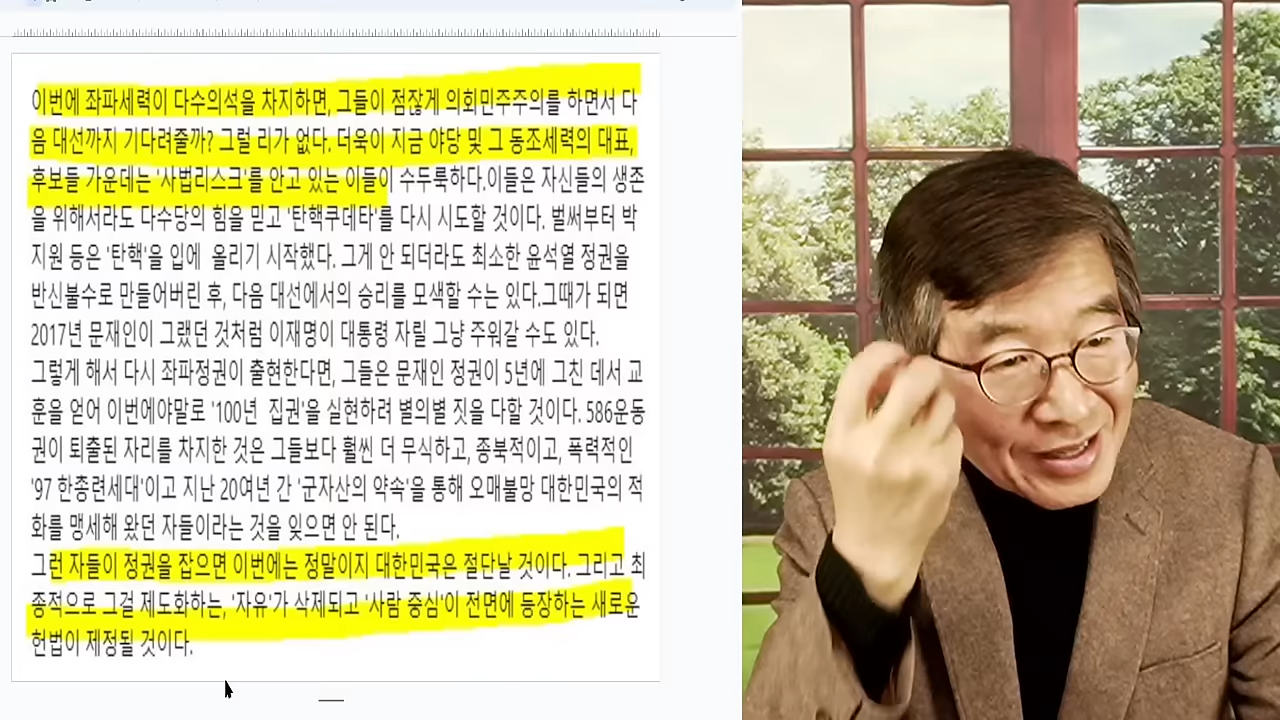 이번에 좌파세력이 다수의석을 차지하면, 그들이 점잖게 의회민주주의를 하면서 다
음 대선까지 기다려줄까? 그럴 리가 없다. 더욱이 지금 야당 및 그 동조세력의 대표,
후보들 가운데는 '사법리스크'를 안고 있는 이들이 수두룩하다.이들은 자신들의 생존
을 위해서라도 다수당의 힘을 믿고 '탄핵쿠데타'를 다시 시도할 것이다. 벌써부터 박
지원 등은 '탄핵'을 입에 올리기 시작했다. 그게 안 되더라도 최소한 윤석열 정권을
반신불수로 만들어버린 후, 다음 대선에서의 승리를 모색할 수는 있다.그때가 되면
2017년 문재인이 그랬던 것처럼 이재명이 대통령 자릴 그냥 주워갈 수도 있다.
그렇게 해서 다시 좌파정권이 출현한다면, 그들은 문재인 정권이 5년에 그친 데서 교
훈을 얻어 이번에야말로 '100년 집권'을 실현하려 별의별 짓을 다할 것이다. 586운동
권이 퇴출된 자리를 차지한 것은 그들보다 훨씬 더 무식하고, 종북적이고, 폭력적인
'97 한총련세대'이고 지난 20여년 간 '군자산의 약속'을 통해 오매불망 대한민국의 적
화를 맹세해 왔던 자들이라는 것을 잊으면 안 된다.
그런 자들이 정권을 잡으면 이번에는 정말이지 대한민국은 절단날 것이다. 그리고 최
종적으로 그걸 제도화하는, '자유'가 삭제되고 '사람 중심'이 전면에 등장하는 새로운
헌법이 제정될 것이다.